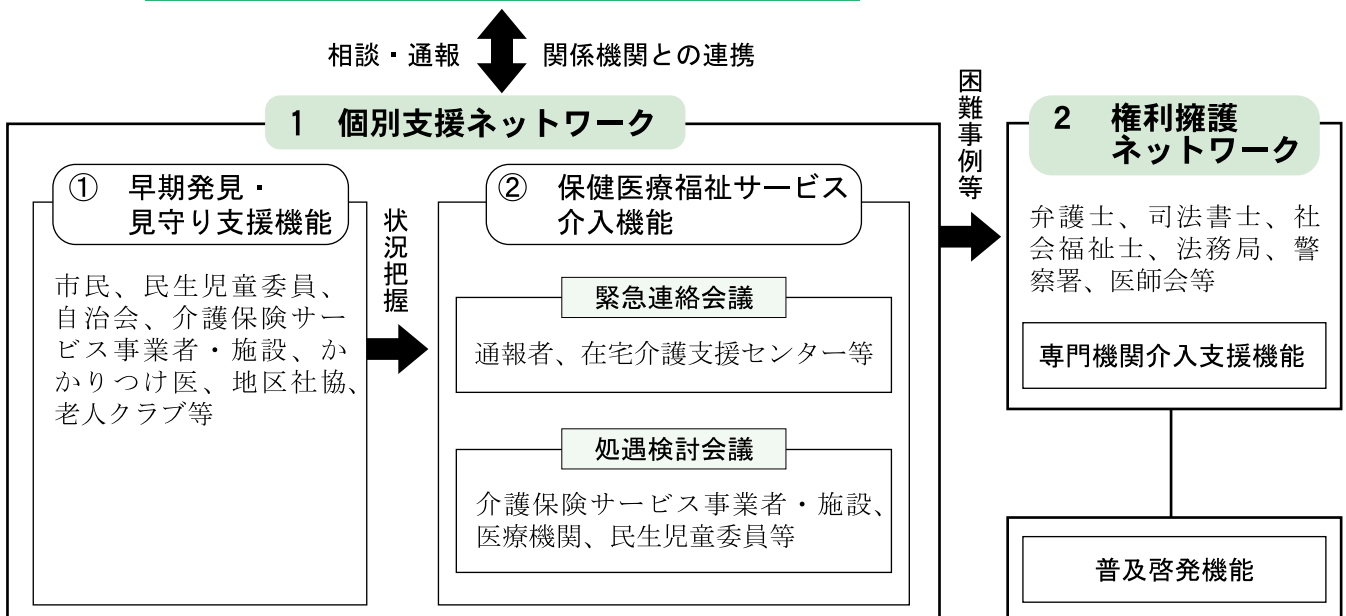 相談・通報
関係機関との連携
1 個別支援ネットワーク
① 早期発見・
見守り支援機能
市民、民生児童委員、
自治会、介護保険サー
ビス事業者・施設、か
かりつけ医、地区社協、
老人クラブ等
状況把握
② 保健医療福祉サービス
介入機能
緊急連絡会議
通報者、在宅介護支援センター等
処遇検討会議
介護保険サービス事業者・施設、
医療機関、民生児童委員等
困難事例等
2 権利擁護
ネットワーク
弁護士、司法書士、社
会福祉士、法務局、警
察署、医師会等
専門機関介入支援機能
普及啓発機能